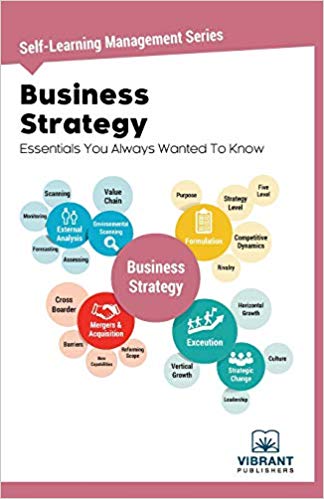 Self-Learning Management Series
Business
Strategy
Essentials You Always Wanted To Know
Scanning
Value
Chain
Monitoring
External
Analysis
Environmental
Scanning
Forecasting
Assessing
Purpose
Strategy
Level
Five
Level
Formulation
Competitive
Dynamics
Rivalry
Business
Strategy
Cross
Boarder
Mergers &
Acquisition
Barriers
New
Capabilities
Reforming
Scope
Horizontal
Growth
Exceution
Vertical
Growth
Strategic
Change
Culture
Leadership
VIBRANT
PUBLISHERS